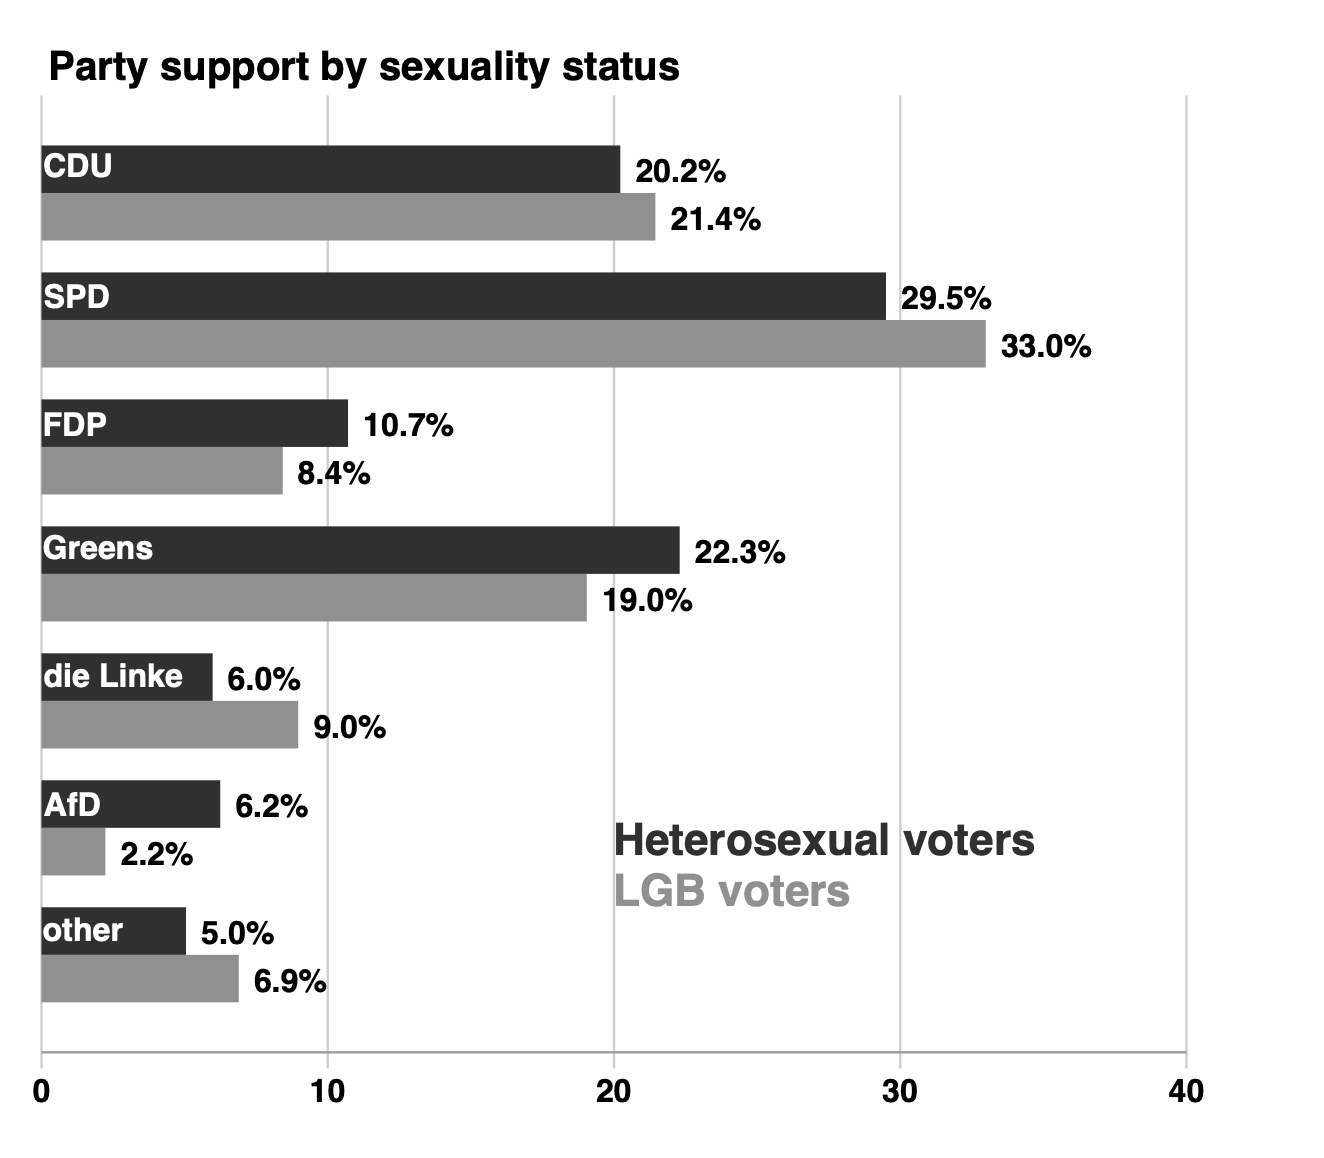 Party support by sexuality status
CDU
20.2%
21.4%
SPD
29.5%
33.0%
FDP
10.7%
8.4%
Greens
22.3%
19.0%
die Linke
6.0%
9.0%
AfD
6.2%
2.2%
Heterosexual voters
LGB voters
other
5.0%
6.9%
0 10 20 30 40